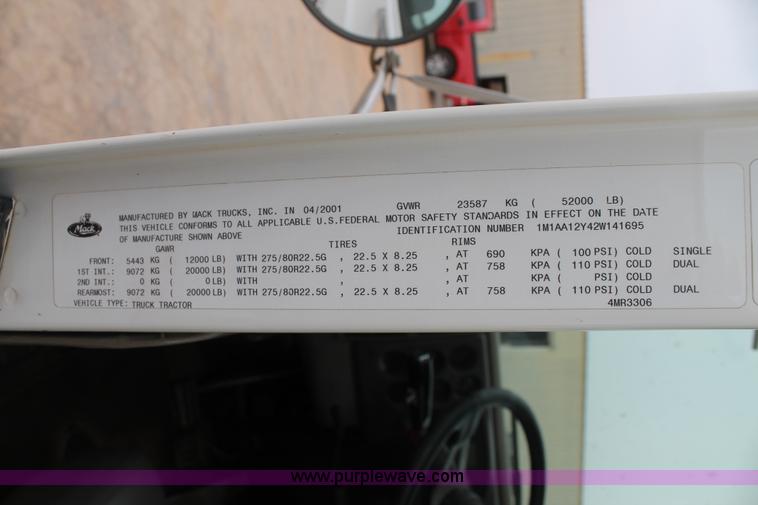 Mack
MANUFACTURED BY MACK TRUCKS, INC. IN 04/2001 GVWR 23587 KG ( 52000 LB)
THIS VEHICLE CONFORMS TO ALL APPLICABLE U.S.FEDERAL MOTOR SAFETY STANDARDS IN EFFECT ON THE DATE
OF MANUFACTURE SHOWN ABOVE IDENTIFICATION NUMBER 1M1AA12Y42W141695
GAWR TIRES RIMS
FRONT: 5443 KG ( 12000 LB) WITH 275/80R22.5G , 22.5 X 8.25 , AT 690 KPA ( 100 PSI) COLD SINGLE
1ST INT.: 9072 KG ( 20000 LB) WITH 275/80R22.5G , 22.5 X 8.25 , AT 758 KPA ( 110 PSI) COLD DUAL
2ND INT.: 0 KG ( 0 LB) WITH , , AT KPA ( PSI) COLD
REARMOST: 9072 KG ( 20000 LB) WITH 275/80R22.5G , 22.5 X 8.25 , AT 758 KPA ( 110 PSI) COLD DUAL
VEHICLE TYPE: TRUCK TRACTOR 4MR3306
www.purplewave.com